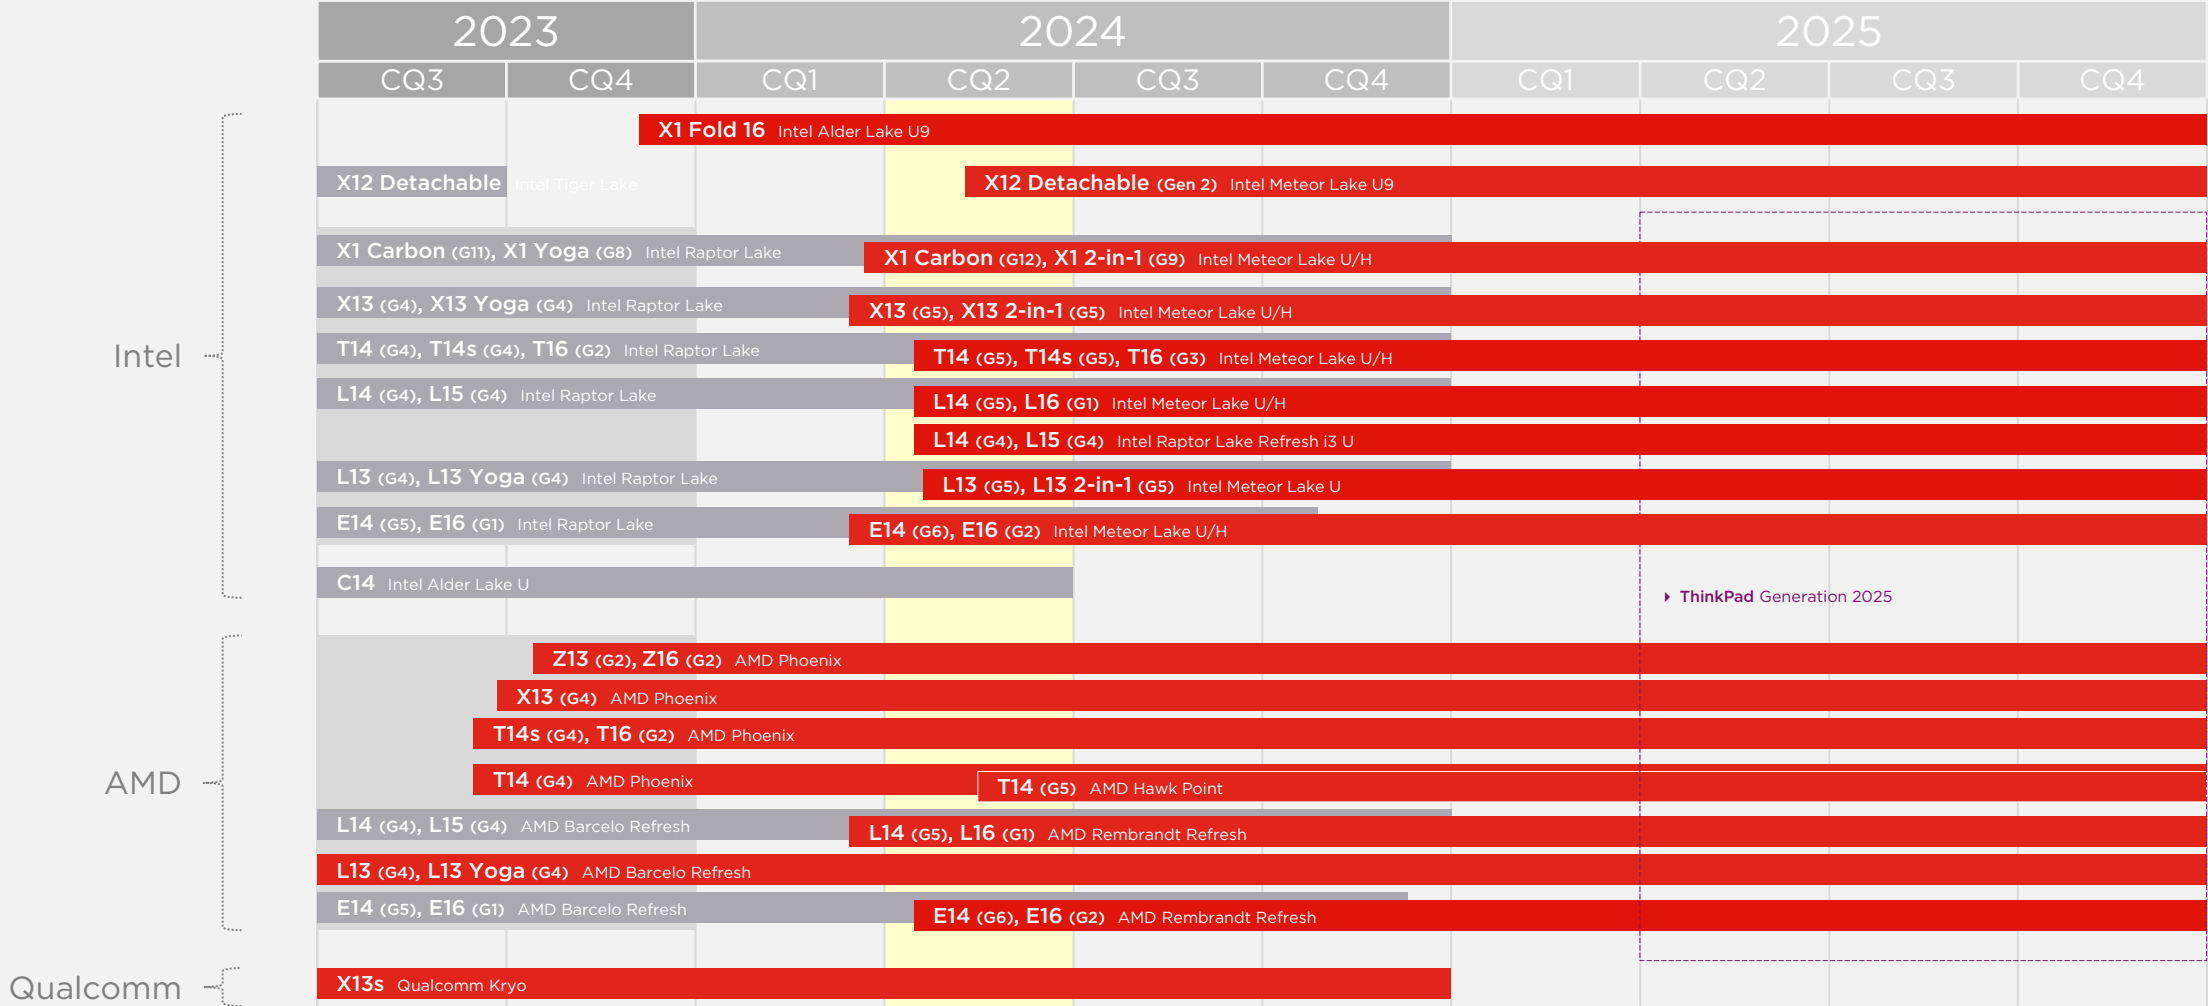 2023 2024 2025
CQ3 CQ4 CQ1 CQ2 CQ3 CQ4 CQ1 CQ2 CQ3 CQ4
X1 Fold 16 Intel Alder Lake U9
X12 Detachable Intel Tiger Lake X12 Detachable (Gen 2) Intel Meteor Lake U9
X1 Carbon (G11), X1 Yoga (G8) Intel Raptor Lake X1 Carbon (G12), X1 2-in-1 (G9) Intel Meteor Lake U/H
X13 (G4), X13 Yoga (G4) Intel Raptor Lake X13 (G5), X13 2-in-1 (G5) Intel Meteor Lake U/H
Intel T14 (G4), T14s (G4), T16 (G2) Intel Raptor Lake T14 (G5), T14s (G5), T16 (G3) Intel Meteor Lake U/H
L14 (G4), L15 (G4) Intel Raptor Lake L14 (G5), L16 (G1) Intel Meteor Lake U/H
L14 (G4), L15 (G4) Intel Raptor Lake Refresh i3 U
L13 (G4), L13 Yoga (G4) Intel Raptor Lake L13 (G5), L13 2-in-1 (G5) Intel Meteor Lake U
E14 (G5), E16 (G1) Intel Raptor Lake E14 (G6), E16 (G2) Intel Meteor Lake U/H
C14 Intel Alder Lake U
ThinkPad Generation 2025
Z13 (G2), Z16 (G2) AMD Phoenix
X13 (G4) AMD Phoenix
T14s (G4), T16 (G2) AMD Phoenix
AMD T14 (G4) AMD Phoenix T14 (G5) AMD Hawk Point
L14 (G4), L15 (G4) AMD Barcelo Refresh L14 (G5), L16 (G1) AMD Rembrandt Refresh
L13 (G4), L13 Yoga (G4) AMD Barcelo Refresh
E14 (G5), E16 (G1) AMD Barcelo Refresh E14 (G6), E16 (G2) AMD Rembrandt Refresh
Qualcomm X13s Qualcomm Kryo